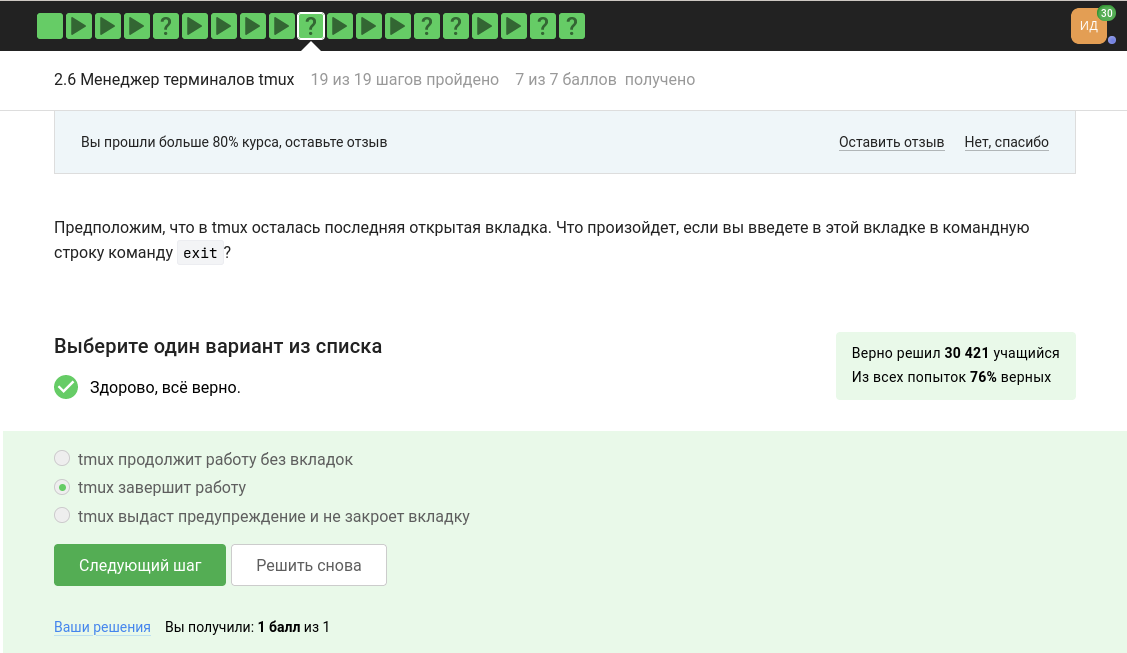 ? ? ? ? ? ?
ИД 30
2.6 Менеджер терминалов tmux 19 из 19 шагов пройдено 7 из 7 баллов получено
Вы прошли больше 80% курса, оставьте отзыв Оставить отзыв Нет, спасибо
Предположим, что в tmux осталась последняя открытая вкладка. Что произойдет, если вы введете в этой вкладке в командную
строку команду exit ?
Выберите один вариант из списка
Здорово, всё верно.
Верно решил 30 421 учащийся
Из всех попыток 76% верных
tmux продолжит работу без вкладок
tmux завершит работу
tmux выдаст предупреждение и не закроет вкладку
Следующий шаг Решить снова
Ваши решения Вы получили: 1 балл из 1